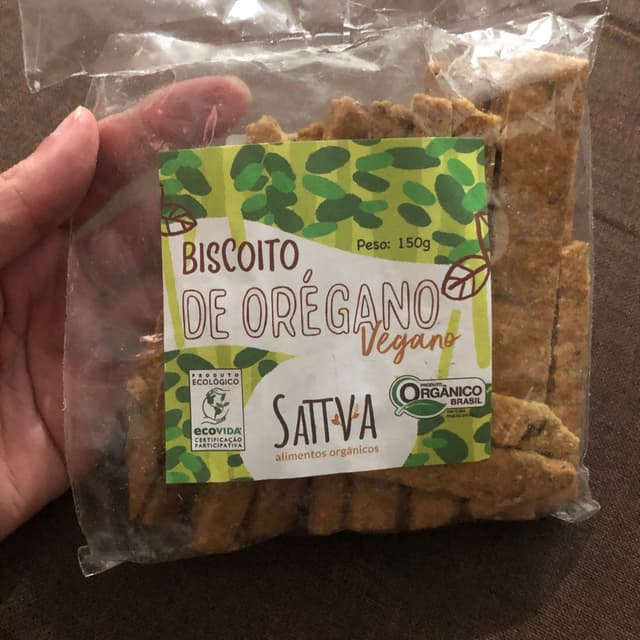 BISCOITO
Peso: 150g
DE ORÉGANO
Vegano
PRODUTO
ECOLÓGICO
ecoVIDA
CERTIFICAÇÃO
PARTICIPATIVA
SATTVA
alimentos orgânicos
PRODUTO
ORGÂNICO
BRASIL